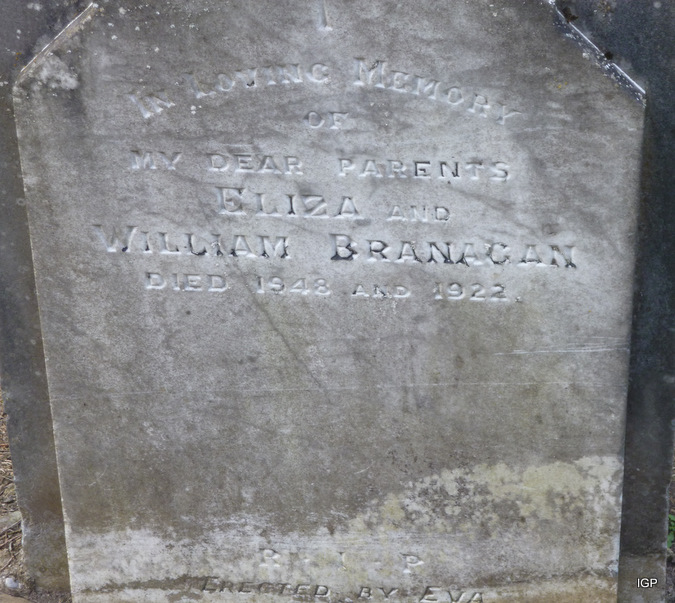 In Loving Memory
OF
MY DEAR PARENTS
ELIZA AND
WILLIAM BRANAGAN
DIED 1948 AND 1922.
R. I. P
ERECTED BY EVA
IGP